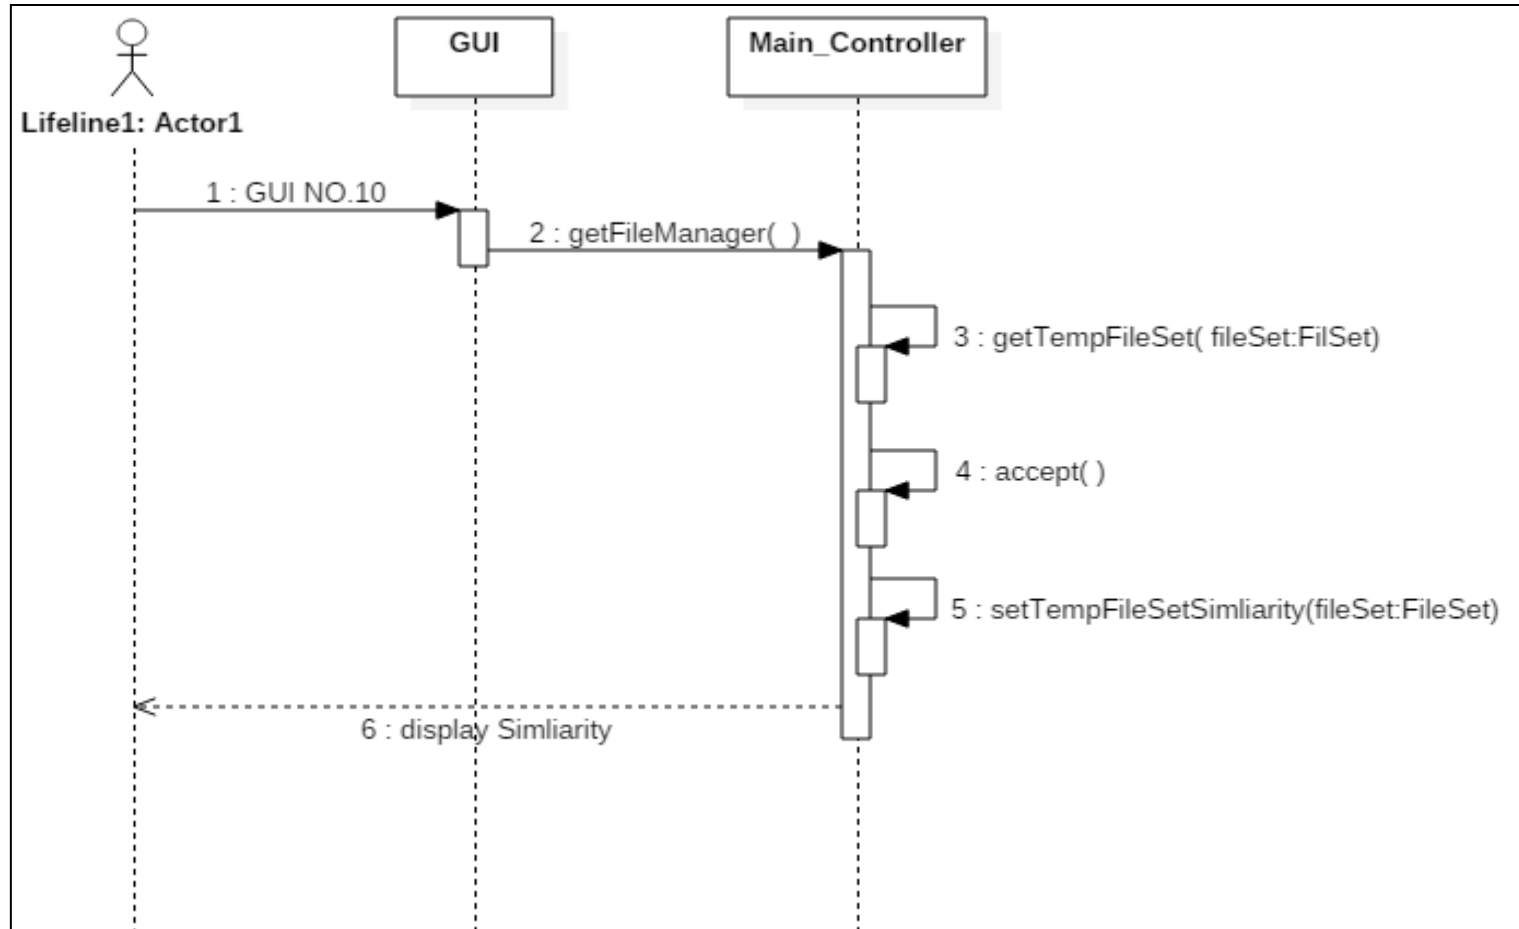 GUI
Main_Controller
Lifeline1: Actor1
1 : GUI NO.10
2 : getFileManager(  )
3 : getTempFileSet( fileSet:FilSet)
4 : accept( )
5 : setTempFileSetSimliarity(fileSet:FileSet)
6 : display Simliarity